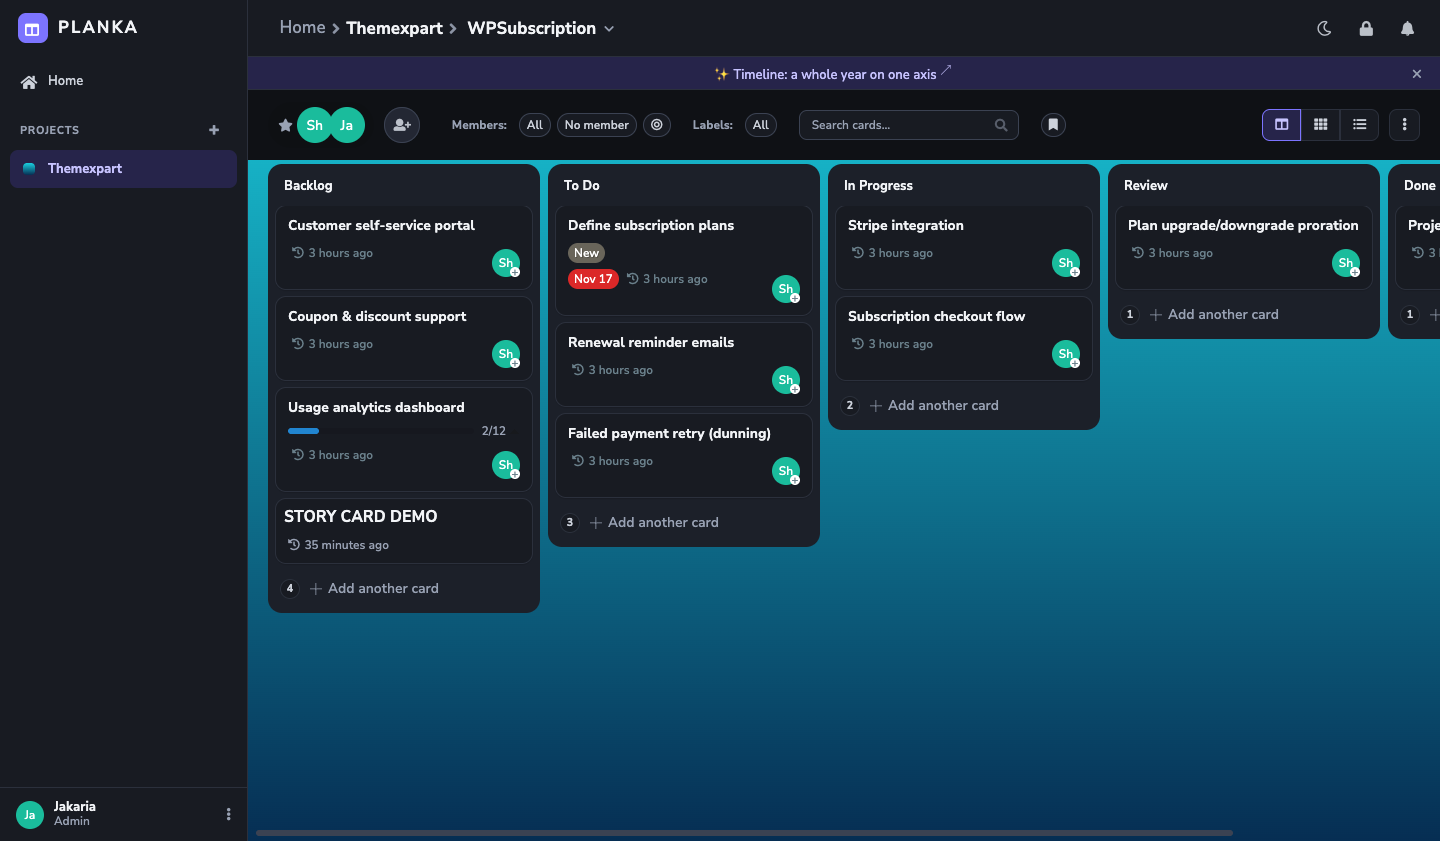 PLANKA
Home
PROJECTS
Themexpart
Jakaria
Ja
Admin
Home Themexpart WPSubscription
✨ Timeline: a whole year on one axis
Sh Ja
Members: All No member
Labels: All
Search cards...
Backlog
Customer self-service portal
3 hours ago
Sh
Coupon & discount support
3 hours ago
Sh
Usage analytics dashboard
2/12
3 hours ago
Sh
STORY CARD DEMO
35 minutes ago
4 Add another card
To Do
Define subscription plans
New
Nov 17 3 hours ago
Sh
Renewal reminder emails
3 hours ago
Sh
Failed payment retry (dunning)
3 hours ago
Sh
3 Add another card
In Progress
Stripe integration
3 hours ago
Sh
Subscription checkout flow
3 hours ago
Sh
2 Add another card
Review
Plan upgrade/downgrade proration
3 hours ago
Sh
1 Add another card
Done
Proje
3
1